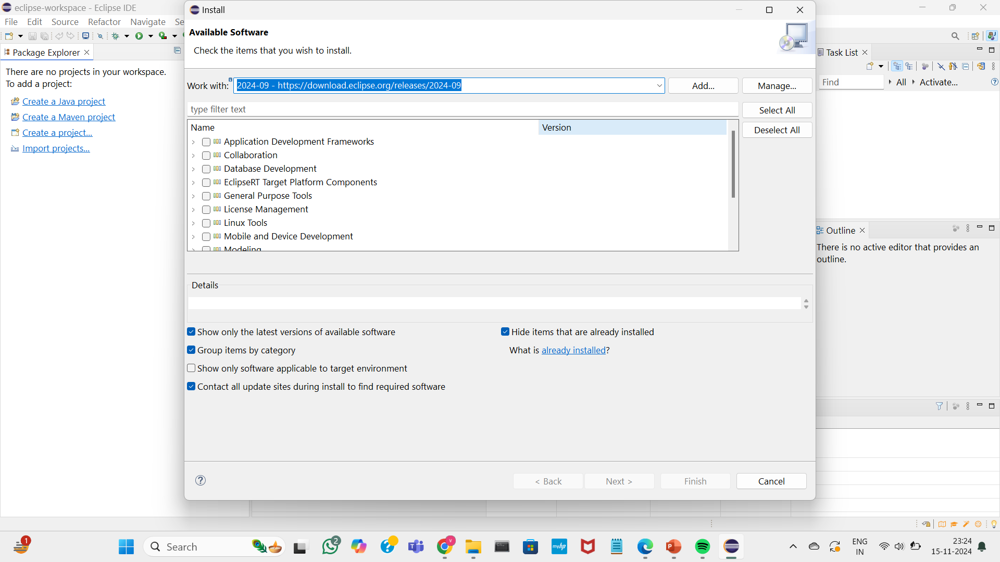 eclipse-workspace - Eclipse IDE
File Edit Source Refactor Navigate Se
Package Explorer
There are no projects in your workspace.
To add a project:
Create a Java project
Create a Maven project
Create a project...
Import projects...
Install
Available Software
Check the items that you wish to install.
Work with: 2024-09 - https://download.eclipse.org/releases/2024-09 Add... Manage...
type filter text
Select All
Deselect All
Name Version
Application Development Frameworks
Collaboration
Database Development
EclipseRT Target Platform Components
General Purpose Tools
License Management
Linux Tools
Mobile and Device Development
Modeling
Details
Show only the latest versions of available software
Hide items that are already installed
Group items by category
What is already installed?
Show only software applicable to target environment
Contact all update sites during install to find required software
< Back Next > Finish Cancel
Task List
Find All Activate...
Outline
There is no active editor that provides an
outline.
1
Search
2
V
myhp
P
ENG
IN
23:24
15-11-2024